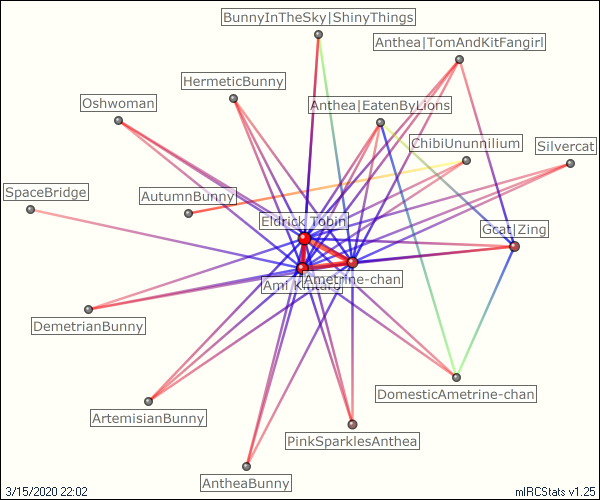 BunnyInTheSky|ShinyThings
Anthea|TomAndKitFangirl
HermeticBunny
Oshwoman
Anthea|EatenByLions
ChibiUnunnilium
Silvercat
SpaceBridge
AutumnBunny
Eldrick Tobin
Gcat|Zing
Ametrine-chan
Ami
DemetrianBunny
DomesticAmetrine-chan
ArtemisianBunny
PinkSparklesAnthea
AntheaBunny
3/15/2020 22:02
mIRCStats v1.25